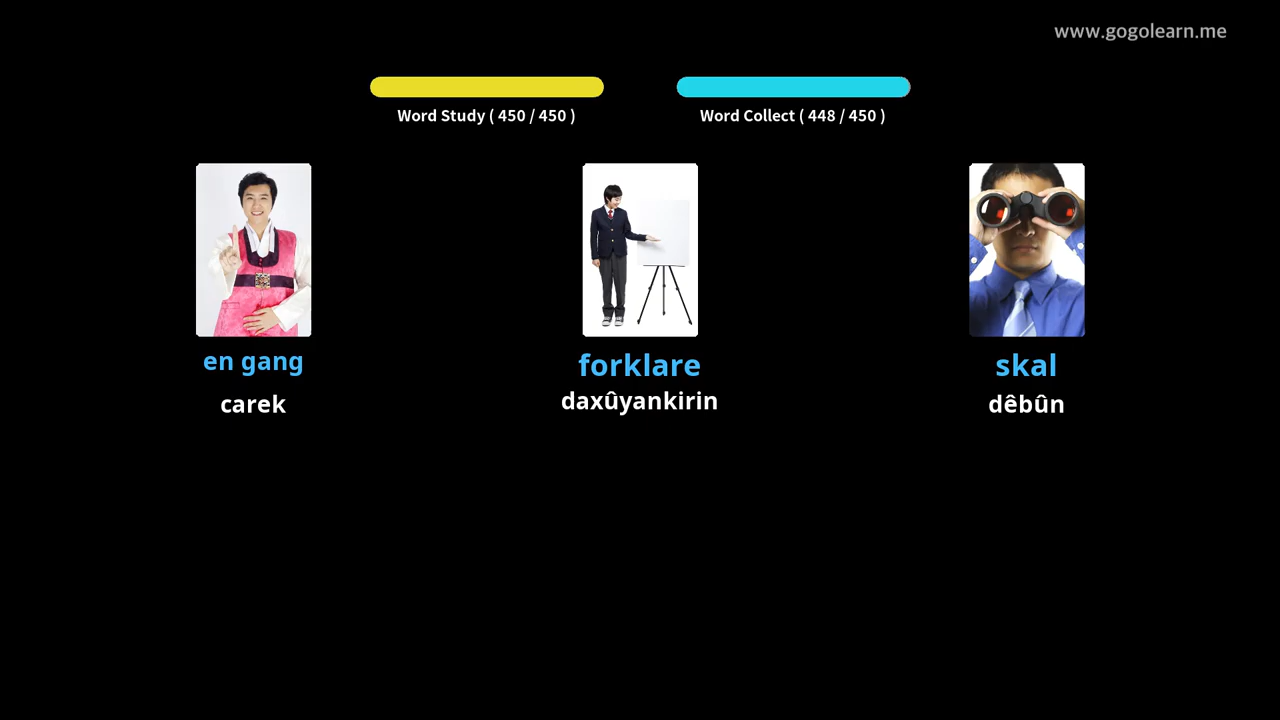 www.gogolearn.me
Word Study ( 450 / 450 )
Word Collect ( 448 / 450 )
en gang
forklare
skal
carek
daxûyankirin
dêbûn